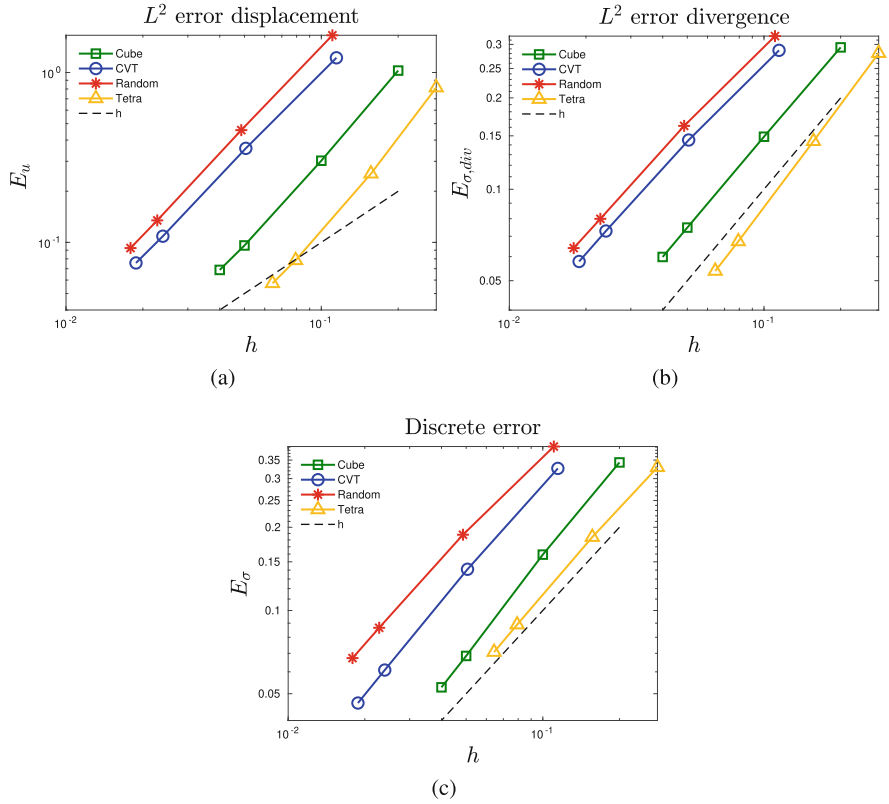 L² error displacement
Cube
CVT
Random
Tetra
h
10⁰
10⁻¹
10⁻²
10⁻¹
E_u
h
(a)
L² error divergence
Cube
CVT
Random
Tetra
h
0.3
0.25
0.2
0.15
0.1
0.05
10⁻²
10⁻¹
E_σ,div
h
(b)
Discrete error
Cube
CVT
Random
Tetra
h
0.35
0.3
0.25
0.2
0.15
0.1
0.05
10⁻²
10⁻¹
E_σ
h
(c)